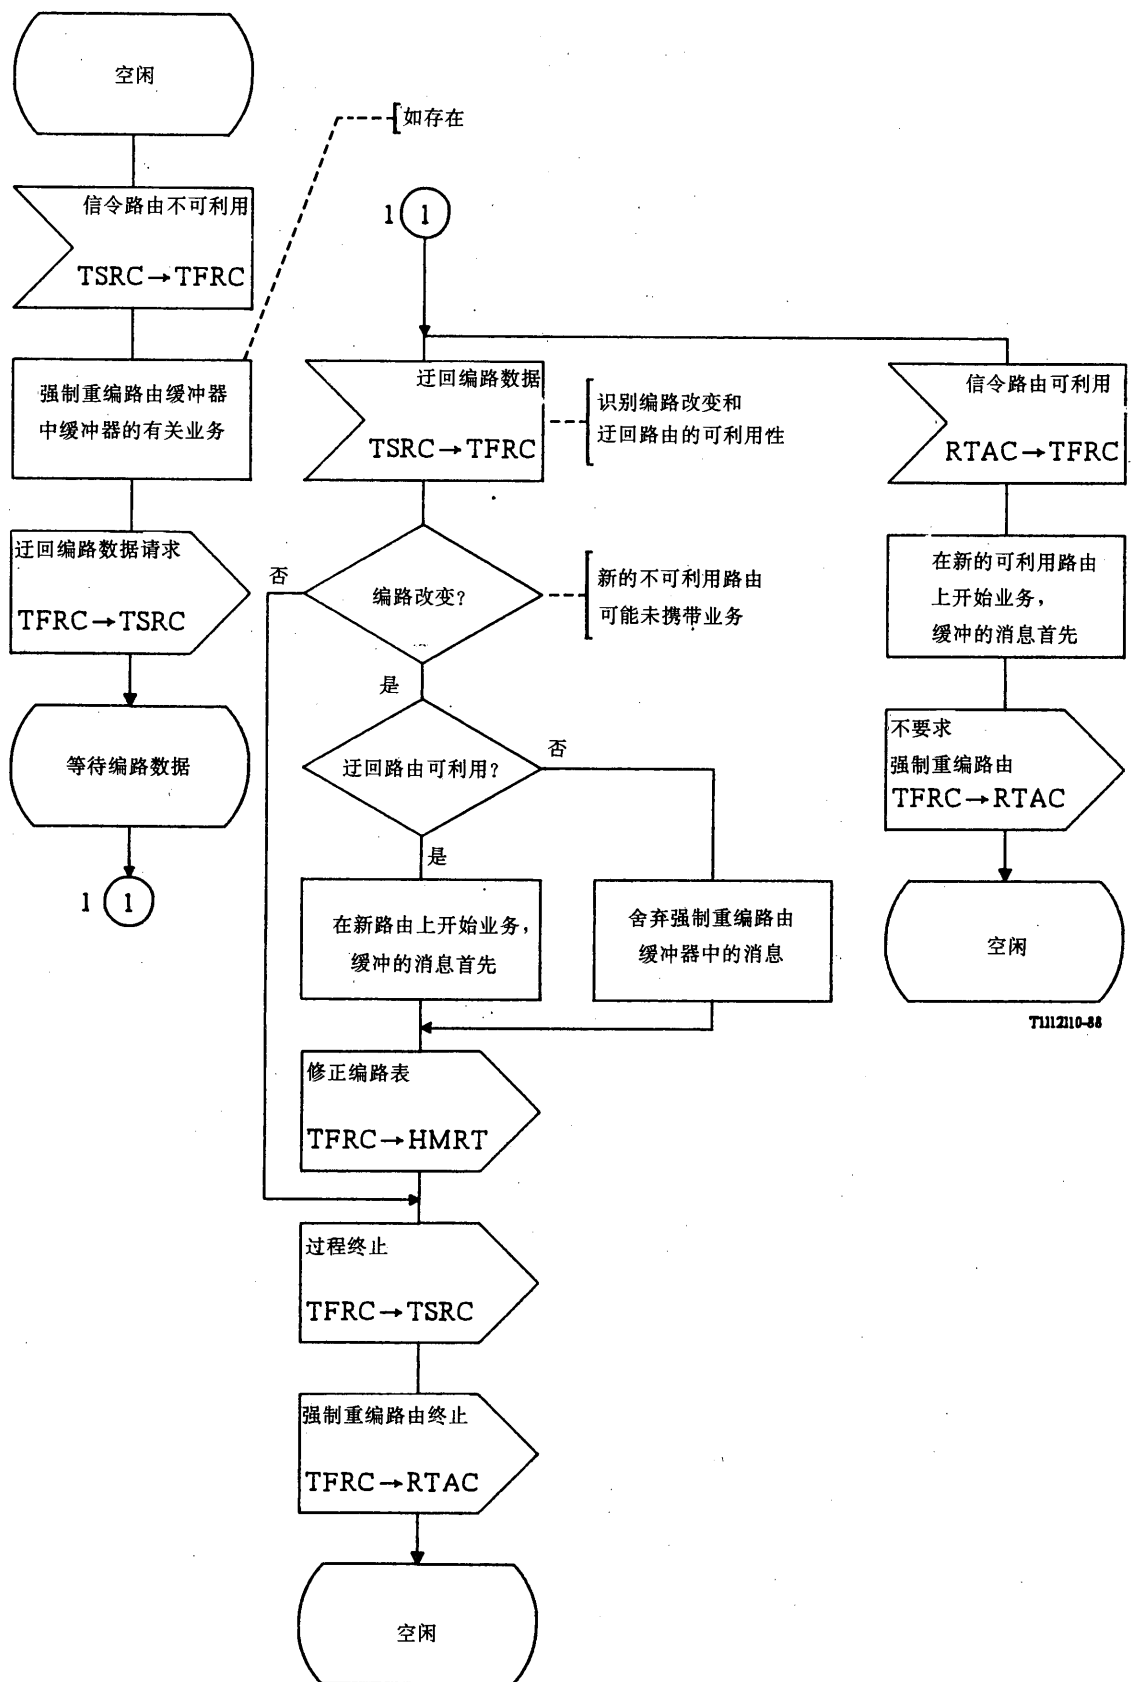 空闲
信令路由不可利用
TSRC→TFRC
如存在
强制重编路由缓冲器
中缓冲器的有关业务
迂回编路数据请求
TFRC→TSRC
等待编路数据
1 1
1 1
迂回编路数据
TSRC→TFRC
识别编路改变和
迂回路由的可利用性
编路改变?
否
是
新的不可利用路由
可能未携带业务
迂回路由可利用?
否
是
在新路由上开始业务,
缓冲的消息首先
舍弃强制重编路由
缓冲器中的消息
修正编路表
TFRC→HMRT
过程终止
TFRC→TSRC
强制重编路由终止
TFRC→RTAC
空闲
信令路由可利用
RTAC→TFRC
在新的可利用路由
上开始业务,
缓冲的消息首先
不要求
强制重编路由
TFRC→RTAC
空闲
T1112110-88